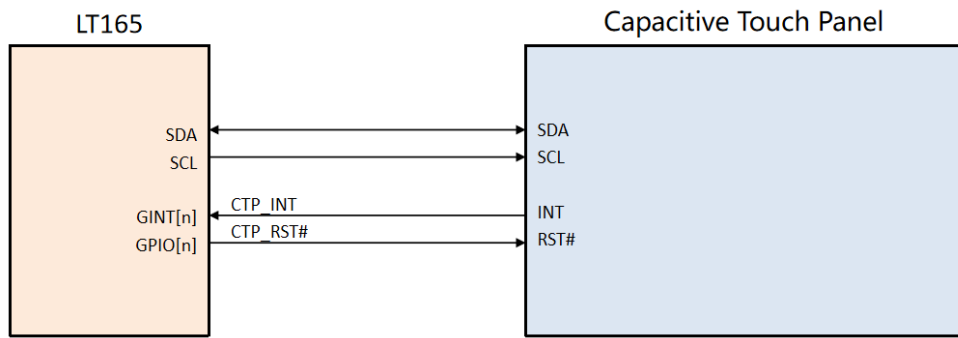 LT165
Capacitive Touch Panel
SDA
SDA
SCL
SCL
GINT[n]
CTP_INT
INT
GPIO[n]
CTP_RST#
RST#